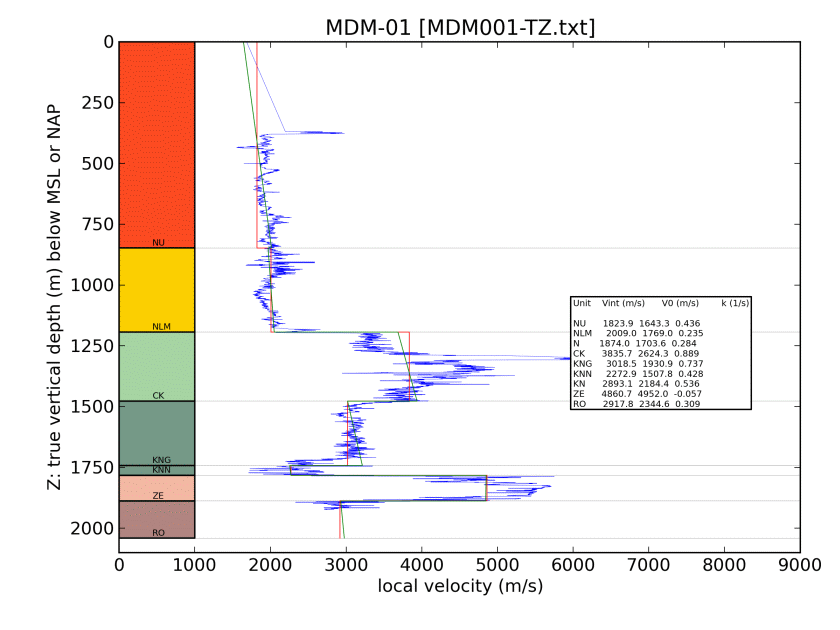 MDM-01 [MDM001-TZ.txt]
Z: true vertical depth (m) below MSL or NAP
0
250
500
750
1000
1250
1500
1750
2000
NU
NLM
CK
KNG
KNN
ZE
RO
Unit Vint (m/s) V0 (m/s) k (1/s)
NU 1823.9 1643.3 0.436
NLM 2009.0 1769.0 0.235
N 1874.0 1703.6 0.284
CK 3835.7 2624.3 0.889
KNG 3018.5 1930.9 0.737
KNN 2272.9 1507.8 0.428
KN 2893.1 2184.4 0.536
ZE 4860.7 4952.0 -0.057
RO 2917.8 2344.6 0.309
0 1000 2000 3000 4000 5000 6000 7000 8000 9000
local velocity (m/s)